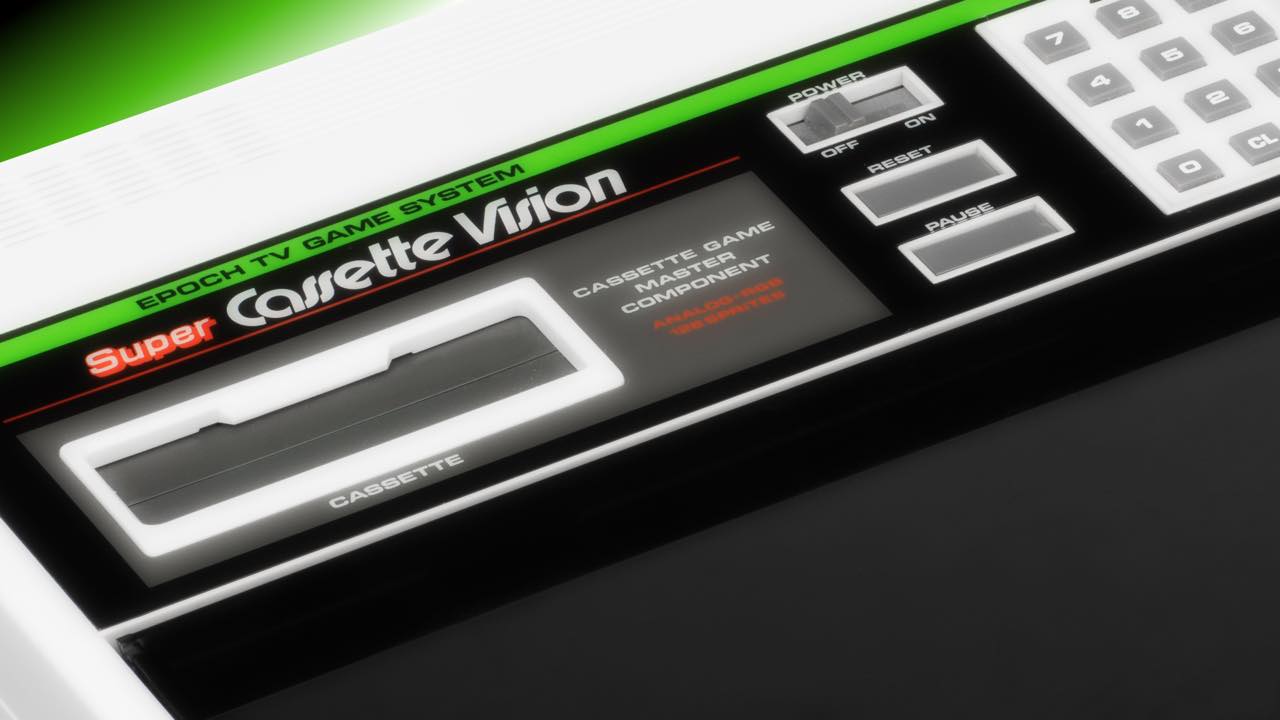 EPOCH TV GAME SYSTEM
Super Cassette Vision
CASSETTE GAME
MASTER
COMPONENT
ANALOG-RGB
128 SPRITES
CASSETTE
POWER
OFF
ON
RESET
PAUSE
7
8
4
5
6
1
2
0
CL